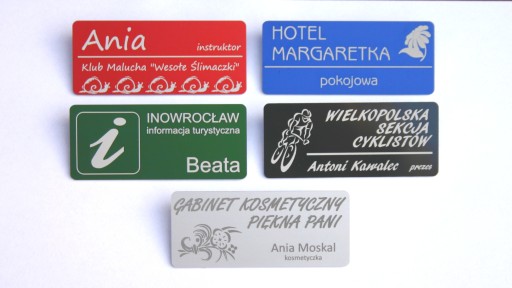 Ania
instruktor
Klub Malucha "Wesołe Ślimaczki"
HOTEL
MARGARETKA
pokojowa
i
INOWROCŁAW
informacja turystyczna
Beata
WIELKOPOLSKA
SEKCJA
CYKLISTÓW
Antoni Kawalec prezes
GABINET KOSMETYCZNY
PIĘKNA PANI
Ania Moskal
kosmetyczka